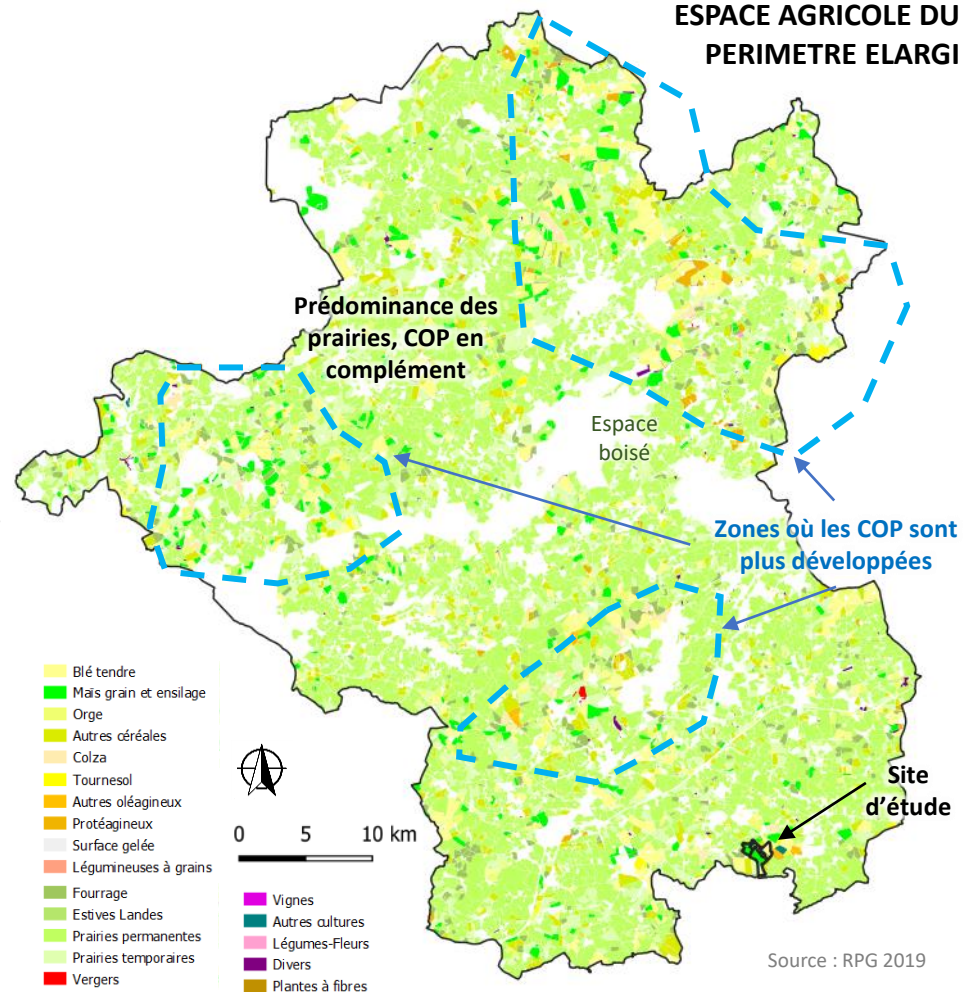 ESPACE AGRICOLE DU
PERIMETRE ELARGI
Prédominance des
prairies, COP en
complément
Espace
boisé
Zones où les COP sont
plus développées
Site
d'étude
Blé tendre
Maïs grain et ensilage
Orge
Autres céréales
Colza
Tournesol
Autres oléagineux
Protéagineux
Surface gelée
Légumineuses à grains
Fourrage
Estives Landes
Prairies permanentes
Prairies temporaires
Vergers
0 5 10 km
Vignes
Autres cultures
Légumes-Fleurs
Divers
Plantes à fibres
Source : RPG 2019